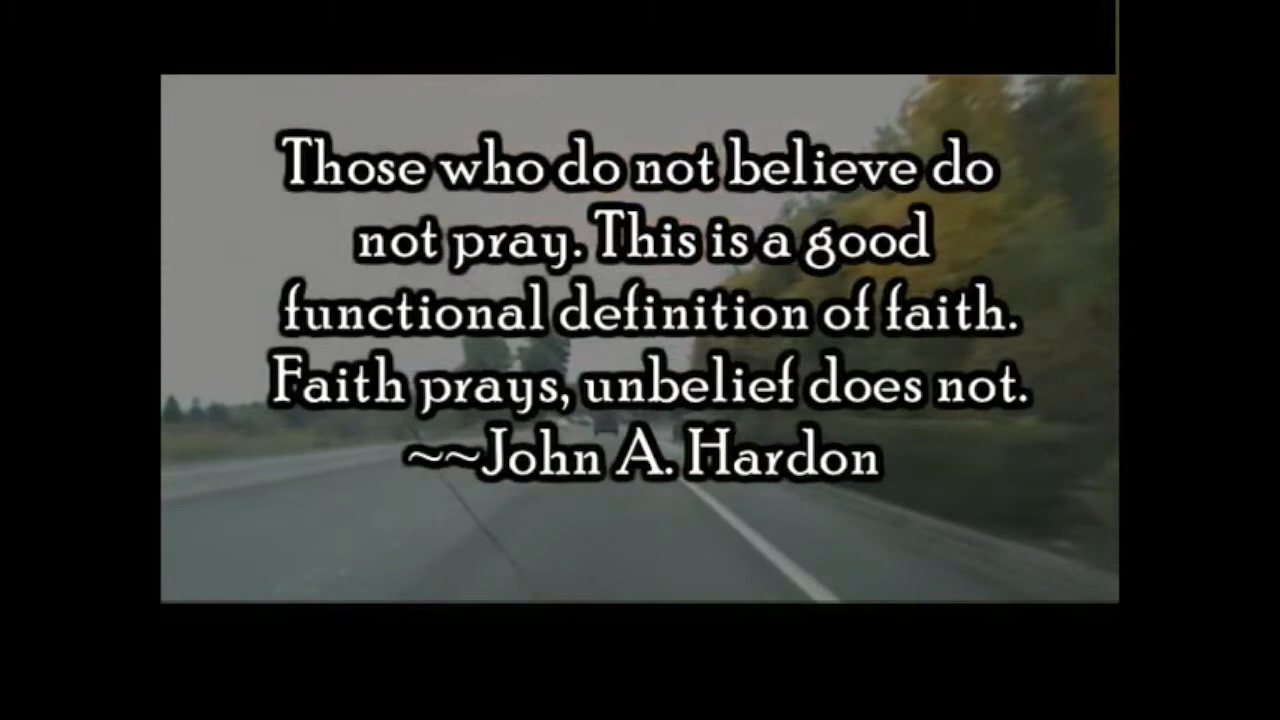 Those who do not believe do
not pray. This is a good
functional definition of faith.
Faith prays, unbelief does not.
~~John A. Hardon